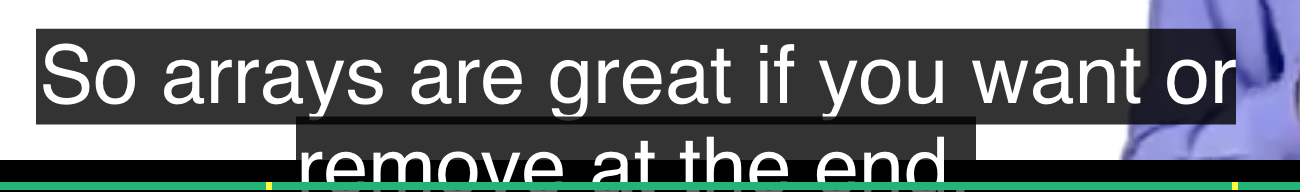 So arrays are great if you want or
remove at the end.